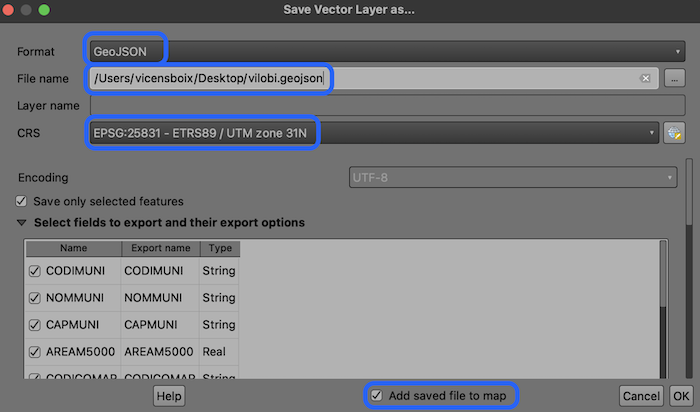 Save Vector Layer as...
Format GeoJSON
File name /Users/vicensboix/Desktop/vilobi.geojson ...
Layer name
CRS EPSG:25831 - ETRS89 / UTM zone 31N
Encoding UTF-8
Save only selected features
Select fields to export and their export options
Name Export name Type
CODIMUNI CODIMUNI String
NOMMUNI NOMMUNI String
CAPMUNI CAPMUNI String
AREAM5000 AREAM5000 Real
Help Add saved file to map Cancel OK